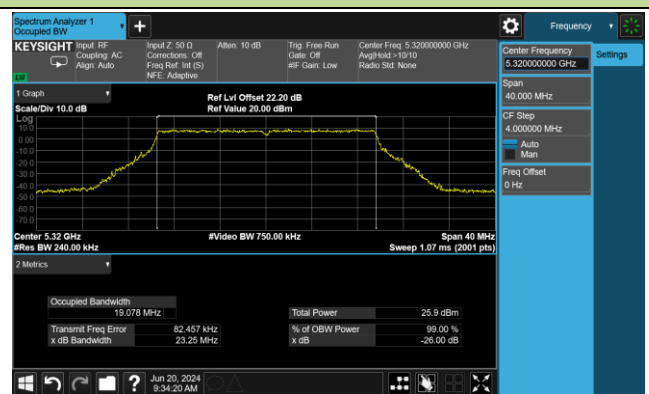 Spectrum Analyzer 1
Occupied BW
+
Frequency
KEYSIGHT
Input: RF
Coupling: AC
Align: Auto
Input Z: 50 Ω
Corrections: Off
Freq Ref: Int (S)
NFE: Adaptive
Atten: 10 dB
Trig: Free Run
Gate: Off
#IF Gain: Low
Center Freq: 5.320000000 GHz
Avg|Hold:>10/10
Radio Std: None
LXI
Center Frequency
5.320000000 GHz
Settings
Span
40.000 MHz
CF Step
4.000000 MHz
Auto
Man
Freq Offset
0 Hz
1 Graph
Scale/Div 10.0 dB
Ref Lvl Offset 22.20 dB
Ref Value 20.00 dBm
Log
10.0
0.00
-10.0
-20.0
-30.0
-40.0
-50.0
-60.0
-70.0
Center 5.32 GHz
#Res BW 240.00 kHz
#Video BW 750.00 kHz
Span 40 MHz
Sweep 1.07 ms (2001 pts)
2 Metrics
Occupied Bandwidth
19.078 MHz
Total Power 25.9 dBm
Transmit Freq Error 82.457 kHz
% of OBW Power 99.00 %
x dB Bandwidth 23.25 MHz
x dB -26.00 dB
?
Jun 20, 2024
9:34:20 AM